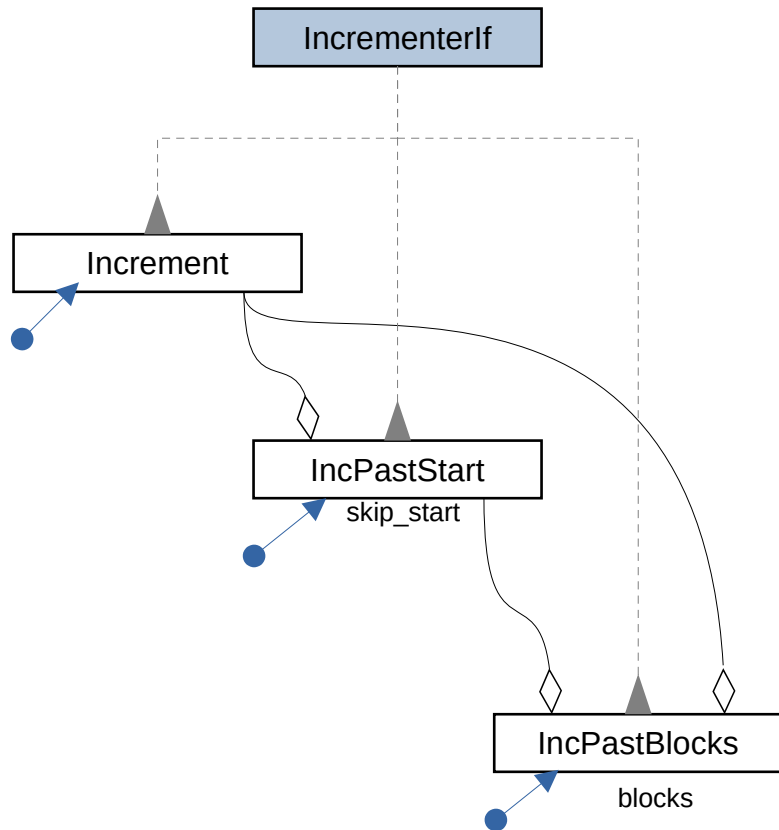 IncrementerIf
Increment
IncPastStart
skip_start
IncPastBlocks
blocks